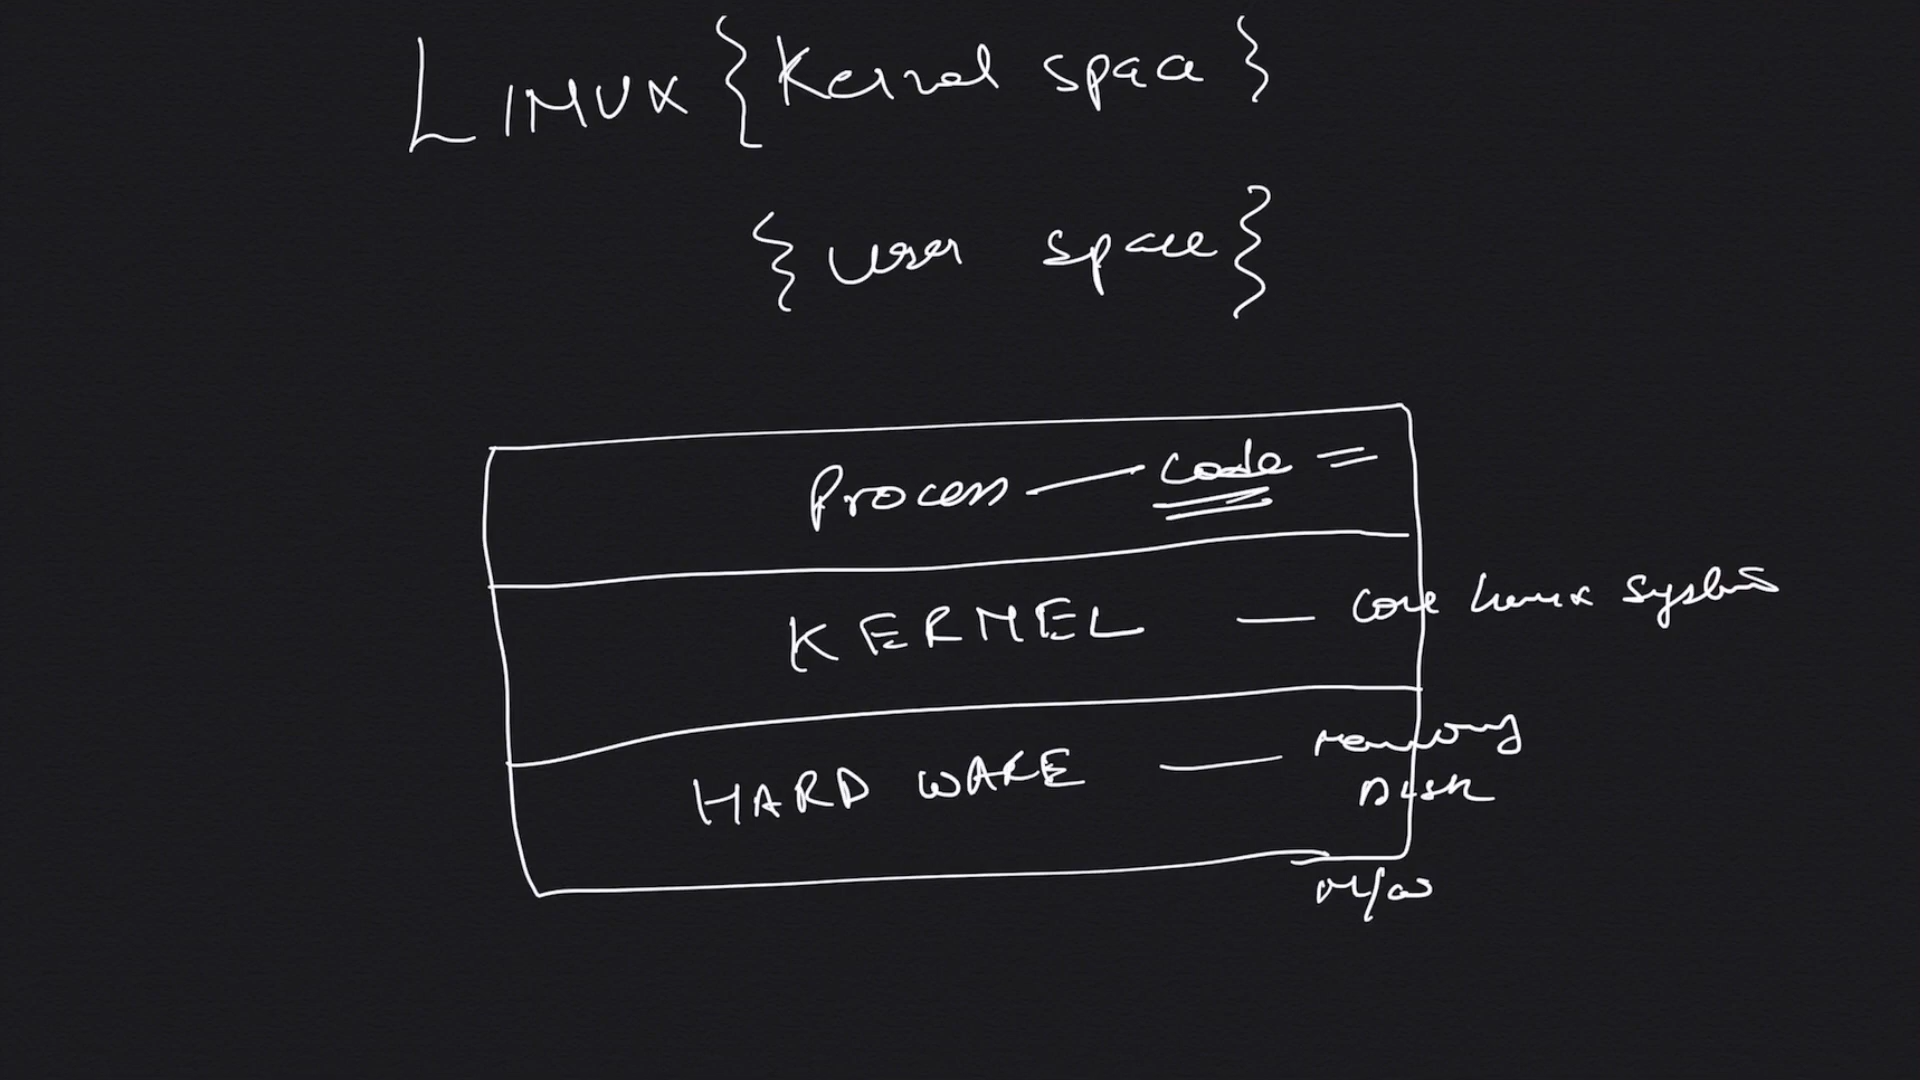 LINUX {Kernel space}
{user space}
Process — code =
KERNEL — Core linux system
HARD WARE — memory
Disk